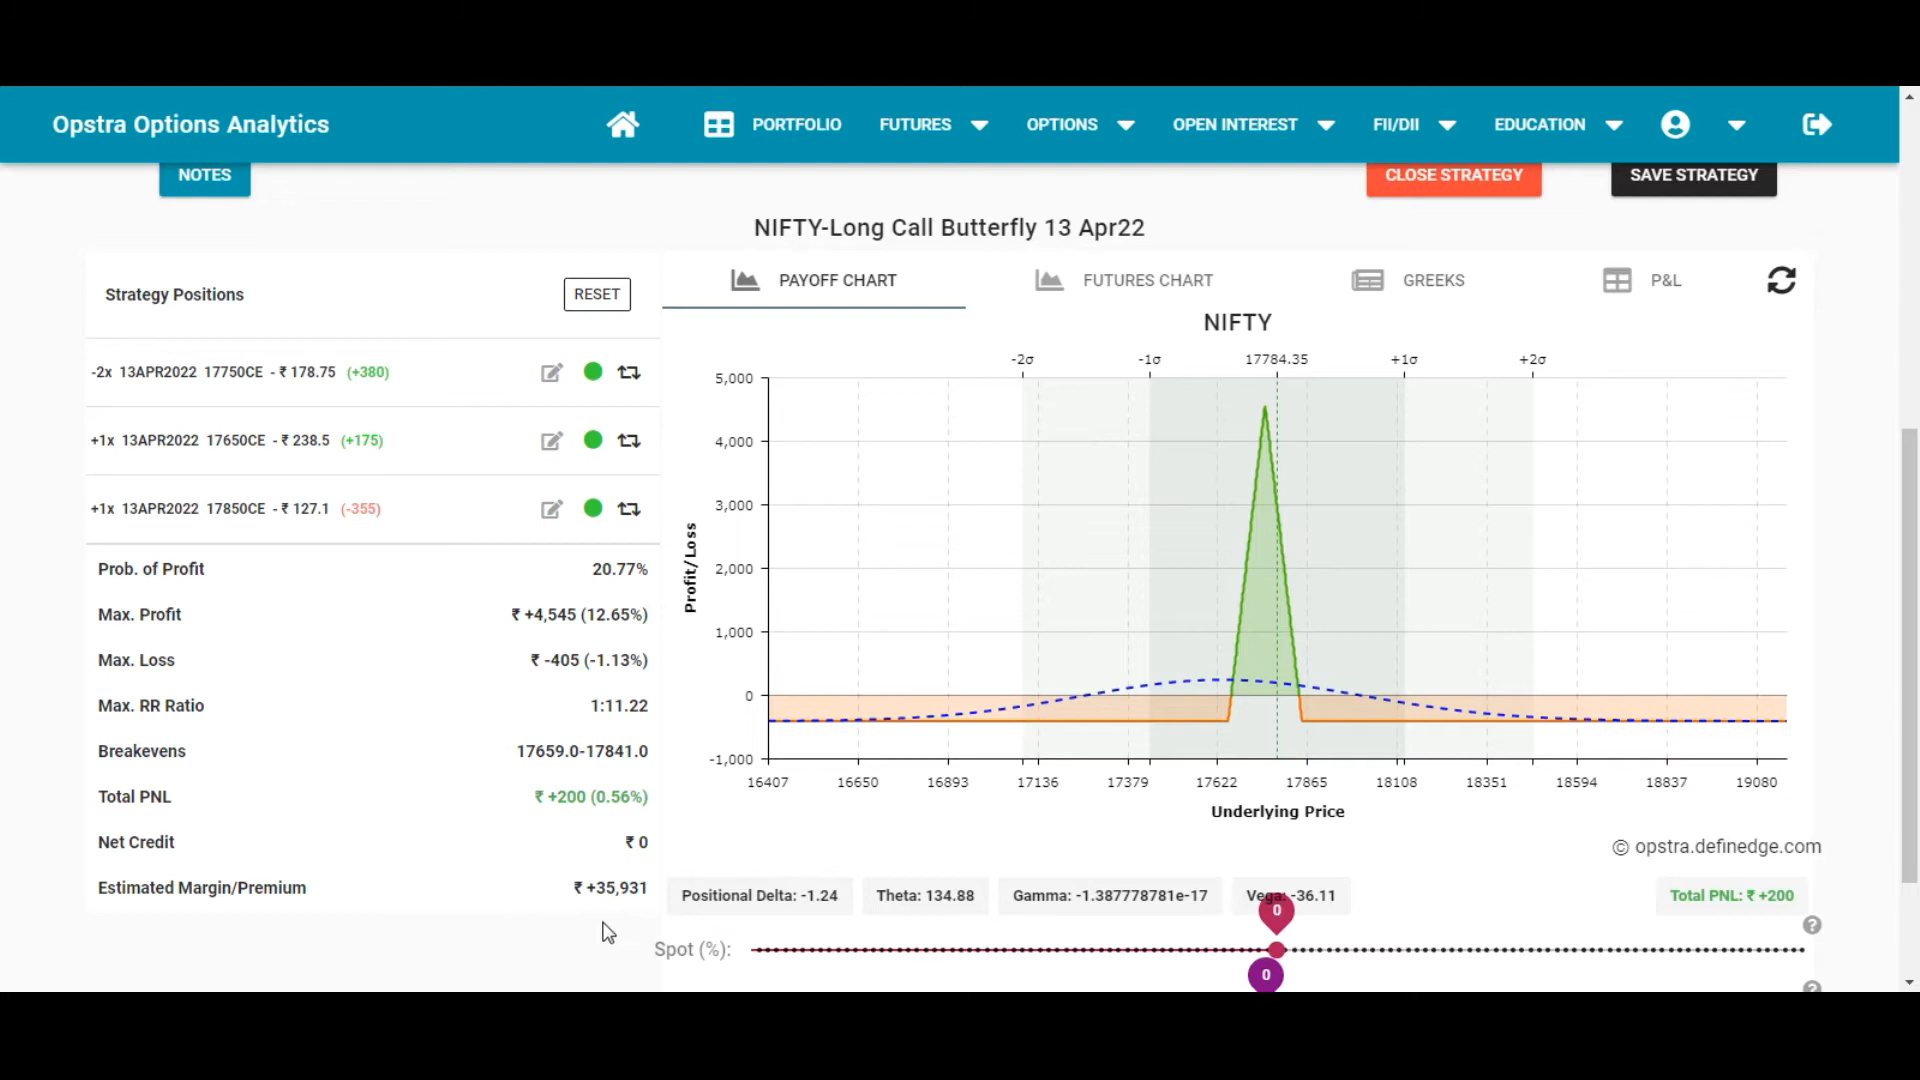 Opstra Options Analytics
PORTFOLIO
FUTURES
OPTIONS
OPEN INTEREST
FII/DII
EDUCATION
NOTES
CLOSE STRATEGY
SAVE STRATEGY
NIFTY-Long Call Butterfly 13 Apr22
Strategy Positions
RESET
-2x 13APR2022 17750CE - ₹ 178.75 (+380)
+1x 13APR2022 17650CE - ₹ 238.5 (+175)
+1x 13APR2022 17850CE - ₹ 127.1 (-355)
Prob. of Profit 20.77%
Max. Profit ₹ +4,545 (12.65%)
Max. Loss ₹ -405 (-1.13%)
Max. RR Ratio 1:11.22
Breakevens 17659.0-17841.0
Total PNL ₹ +200 (0.56%)
Net Credit ₹ 0
Estimated Margin/Premium ₹ +35,931
PAYOFF CHART
FUTURES CHART
GREEKS
P&L
NIFTY
-2σ -1σ 17784.35 +1σ +2σ
5,000
4,000
3,000
2,000
1,000
0
-1,000
Profit/Loss
16407 16650 16893 17136 17379 17622 17865 18108 18351 18594 18837 19080
Underlying Price
© opstra.definedge.com
Positional Delta: -1.24
Theta: 134.88
Gamma: -1.387778781e-17
Vega: -36.11
Total PNL: ₹ +200
0
?
Spot (%):
0
?